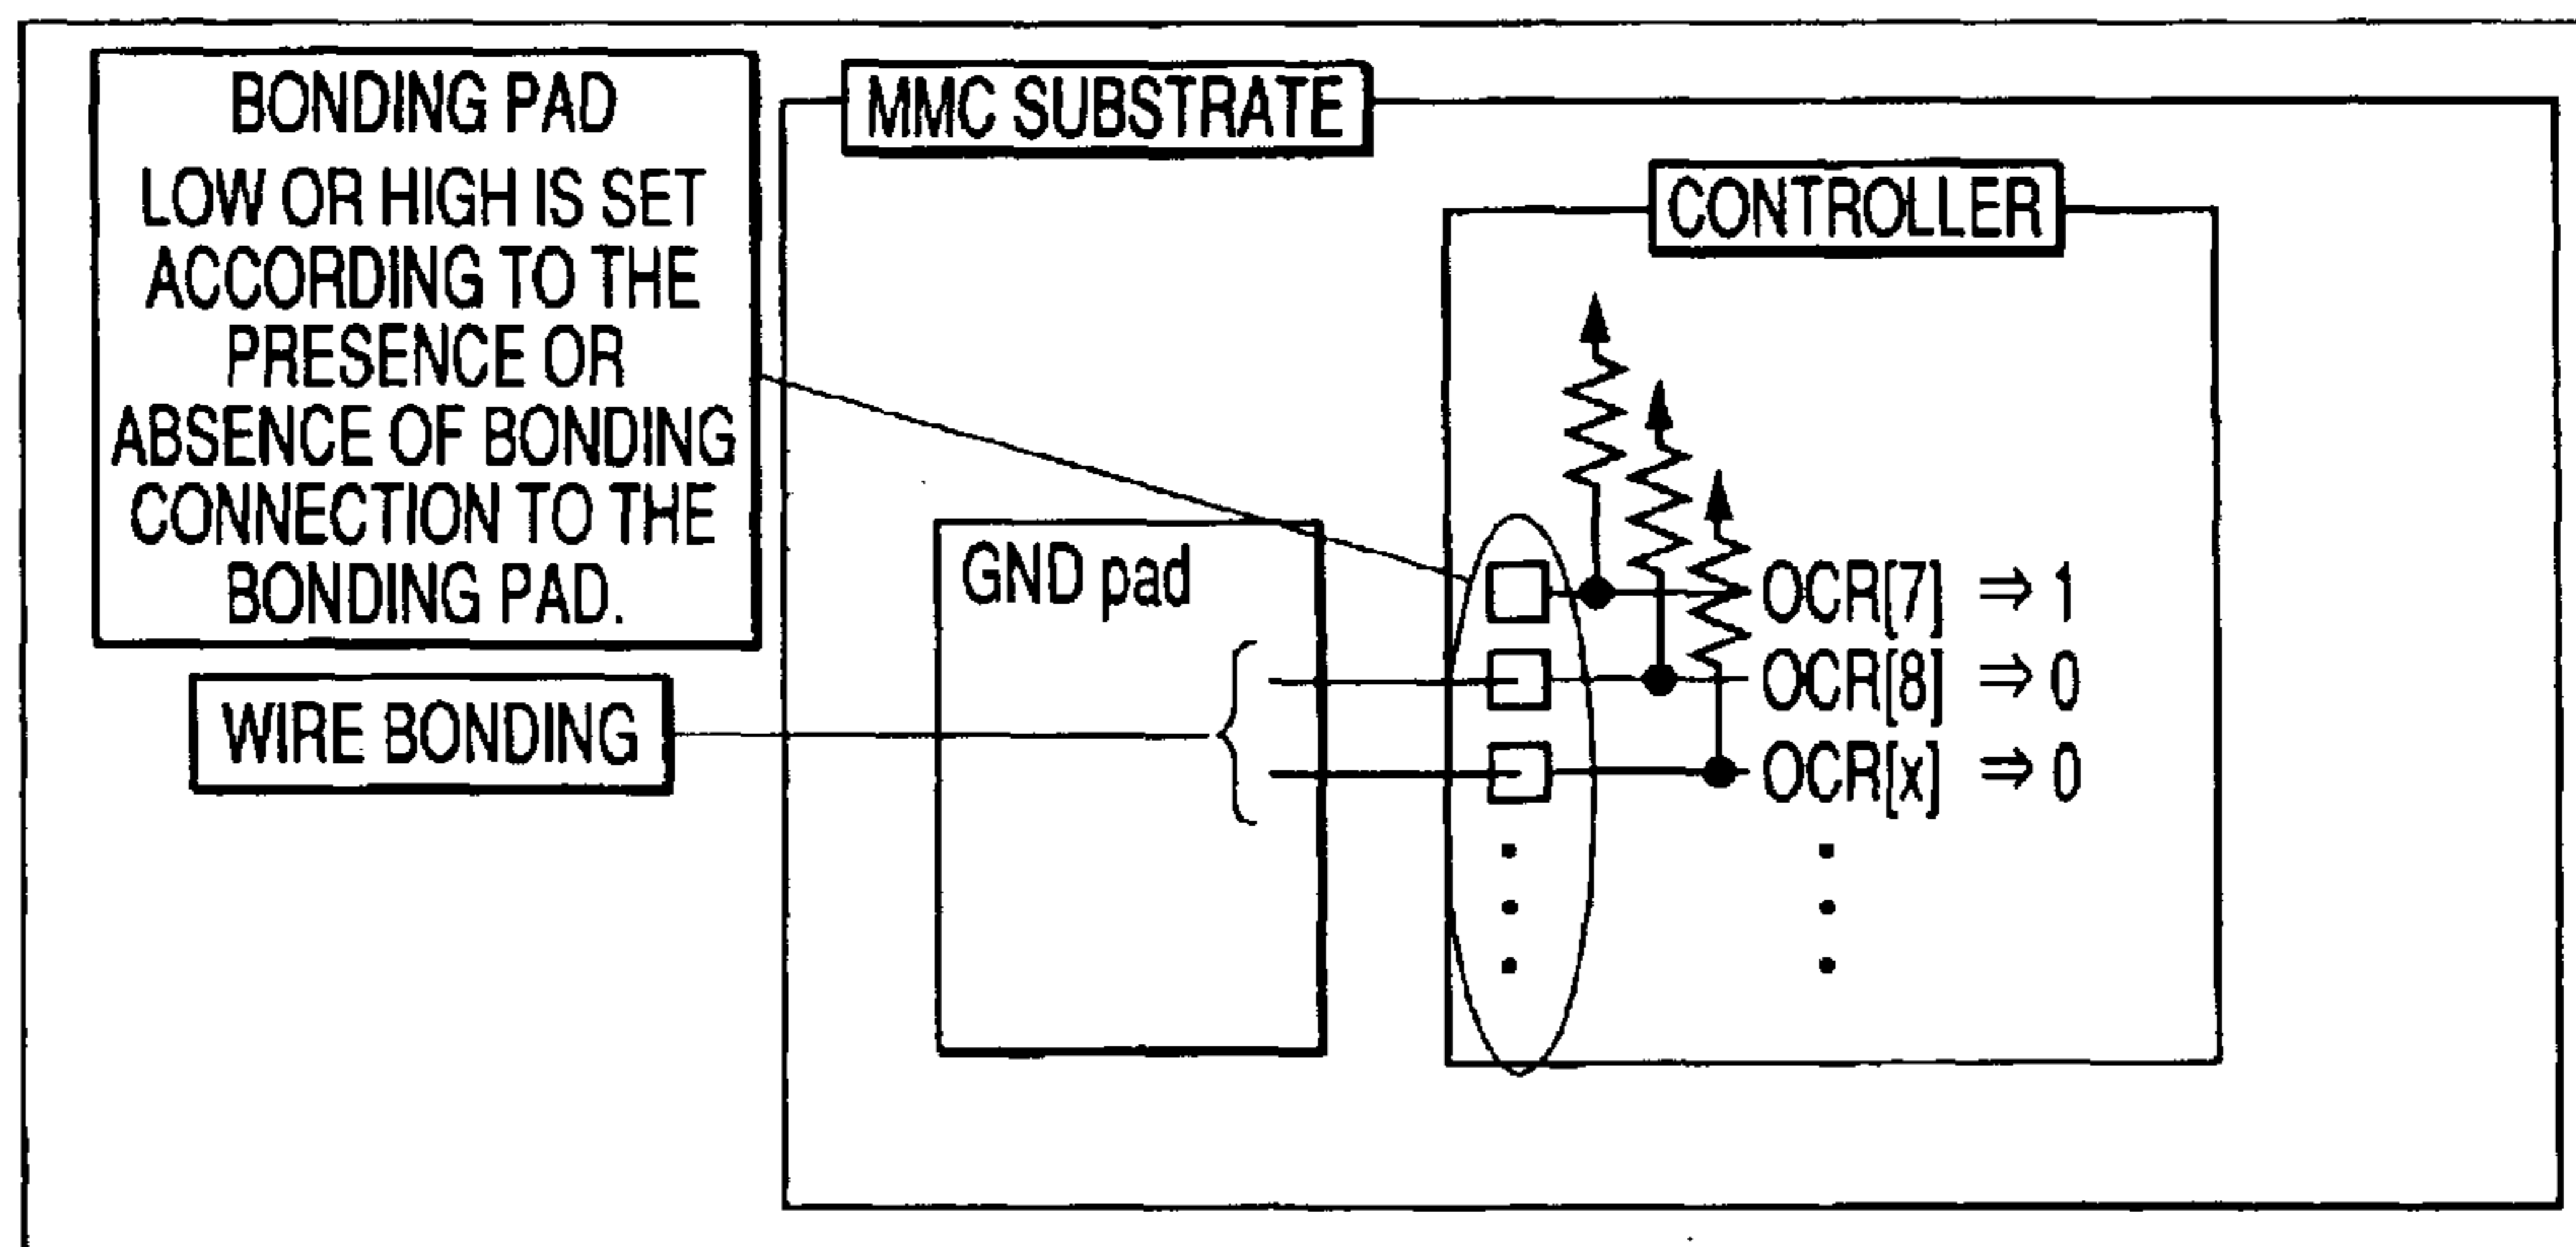 BONDING PAD
LOW OR HIGH IS SET
ACCORDING TO THE
PRESENCE OR
ABSENCE OF BONDING
CONNECTION TO THE
BONDING PAD.
WIRE BONDING
MMC SUBSTRATE
CONTROLLER
GND pad
OCR[7] ⇒ 1
OCR[8] ⇒ 0
OCR[x] ⇒ 0